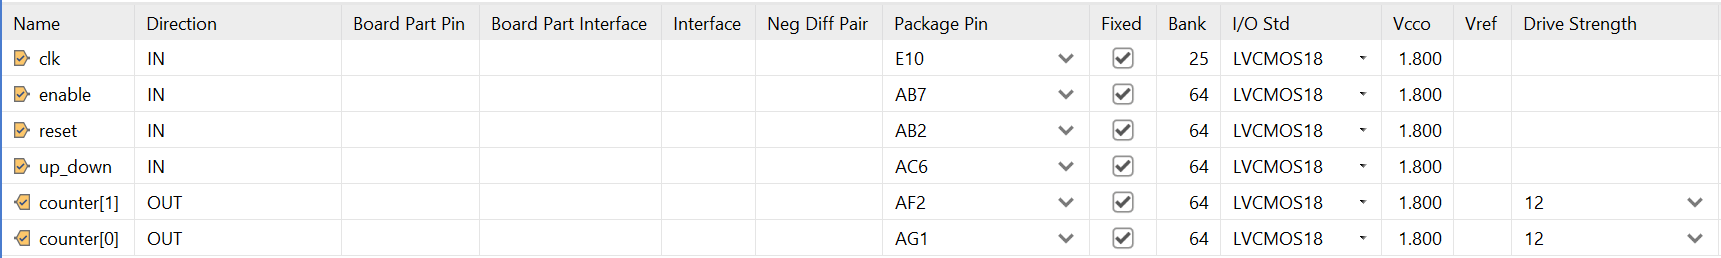 Name Direction Board Part Pin Board Part Interface Interface Neg Diff Pair Package Pin Fixed Bank I/O Std Vcco Vref Drive Strength
clk IN E10 25 LVCMOS18 1.800
enable IN AB7 64 LVCMOS18 1.800
reset IN AB2 64 LVCMOS18 1.800
up_down IN AC6 64 LVCMOS18 1.800
counter[1] OUT AF2 64 LVCMOS18 1.800 12
counter[0] OUT AG1 64 LVCMOS18 1.800 12